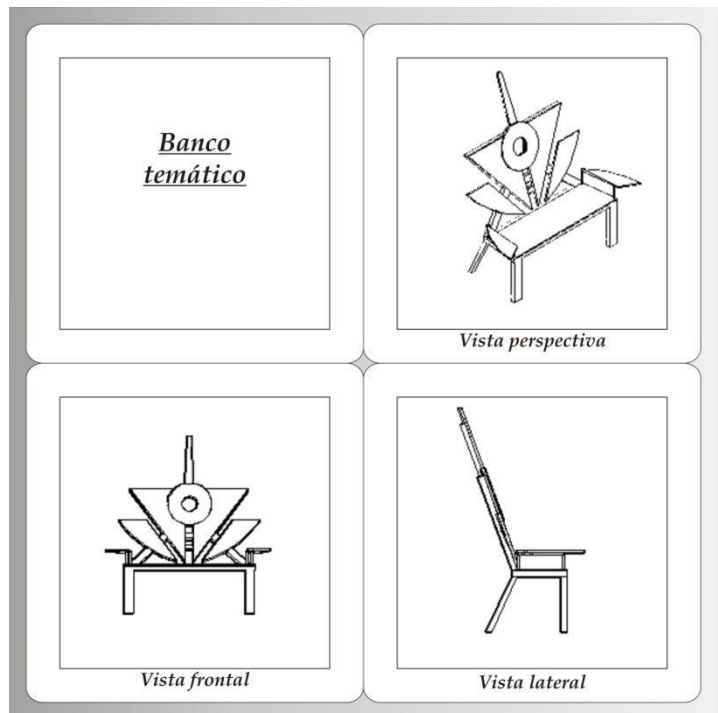 Banco
temático
Vista perspectiva
Vista frontal
Vista lateral